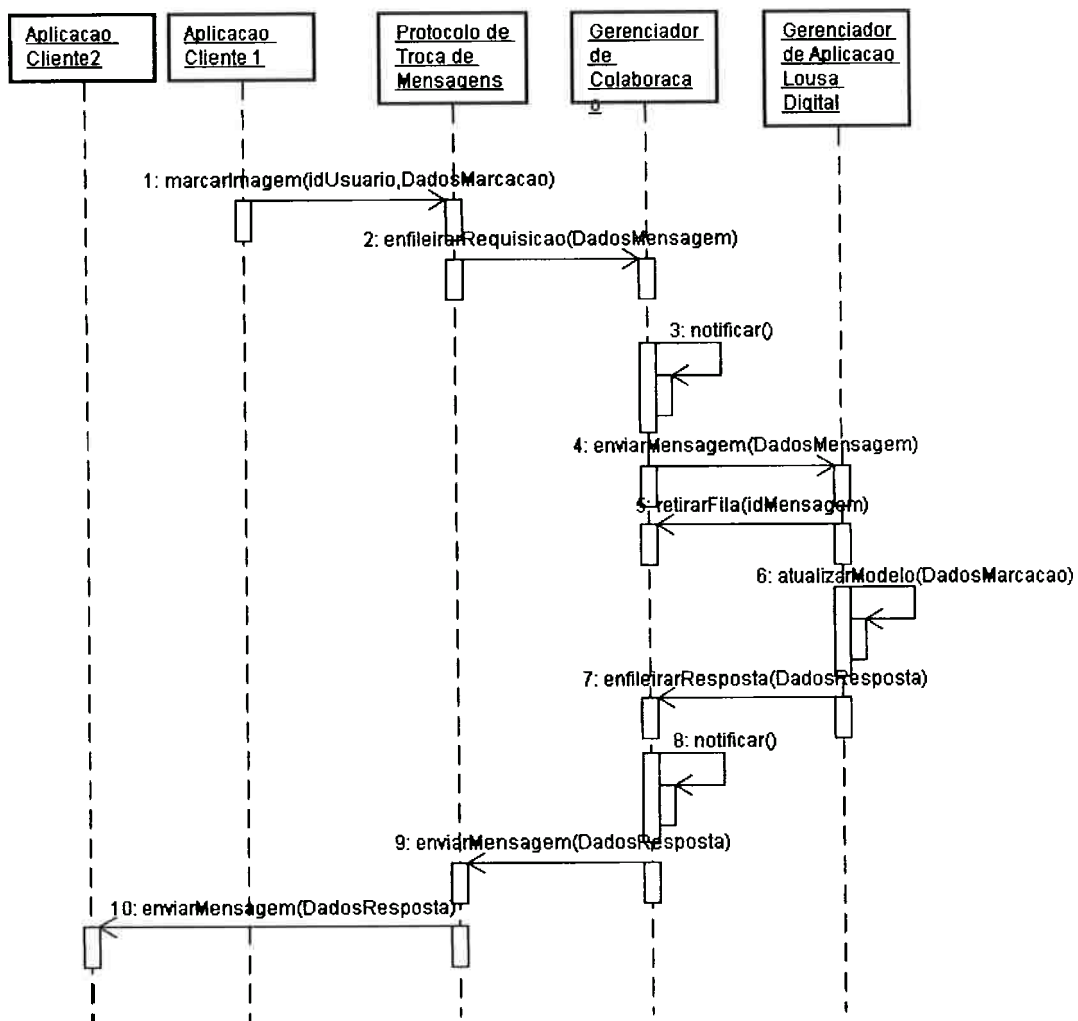 Aplicacao
Cliente2
Aplicacao
Cliente 1
Protocolo de
Troca de
Mensagens
Gerenciador
de
Colaboraca
o
Gerenciador
de Aplicacao
Lousa
Digital
1: marcarImagem(idUsuario,DadosMarcacao)
2: enfileirarRequisicao(DadosMensagem)
3: notificar()
4: enviarMensagem(DadosMensagem)
5: retirarFila(idMensagem)
6: atualizarModelo(DadosMarcacao)
7: enfileirarResposta(DadosResposta)
8: notificar()
9: enviarMensagem(DadosResposta)
10: enviarMensagem(DadosResposta)